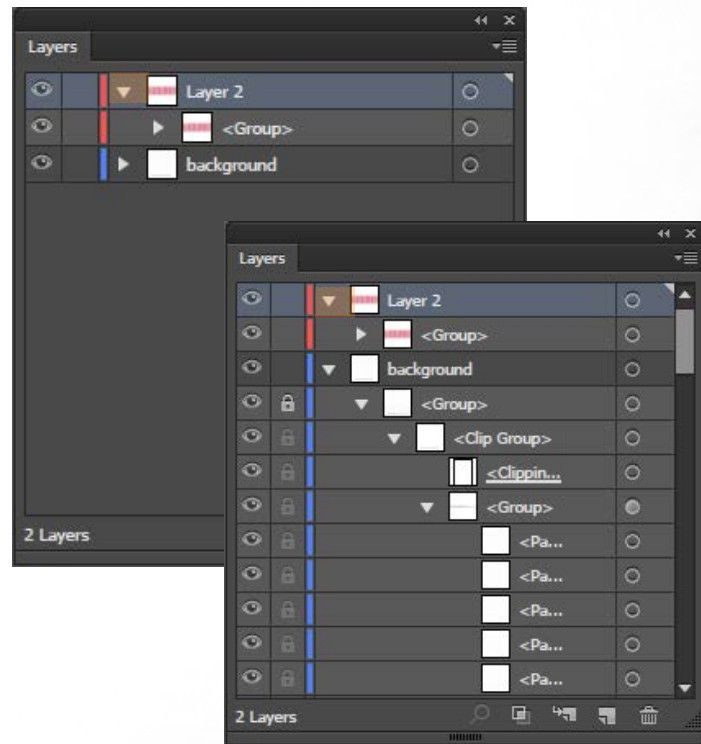 Layers
Layer 2
<Group>
background
2 Layers
Layers
Layer 2
<Group>
background
<Group>
<Clip Group>
<Clippin...
<Group>
<Pa...
<Pa...
<Pa...
<Pa...
<Pa...
2 Layers